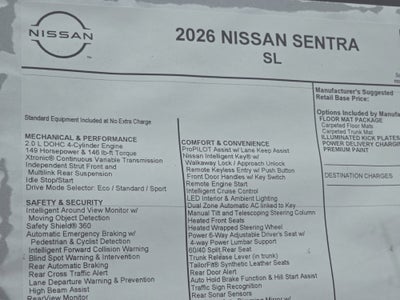 NISSAN
2026 NISSAN SENTRA
SL
Standard Equipment Included at No Extra Charge
MECHANICAL & PERFORMANCE
2.0 L DOHC 4-Cylinder Engine
149 Horsepower & 146 lb-ft Torque
Xtronic® Continuous Variable Transmission
Independent Strut Front and
Multilink Rear Suspension
Idle Stop/Start
Drive Mode Selector: Eco / Standard / Sport
SAFETY & SECURITY
Intelligent Around View Monitor w/
Moving Object Detection
Safety Shield® 360
Automatic Emergency Braking w/
Pedestrian & Cyclist Detection
Intelligent Forward Collision Warning
Blind Spot Warning & Intervention
Rear Automatic Braking
Rear Cross Traffic Alert
Lane Departure Warning & Prevention
High Beam Assist
RearView Monitor
COMFORT & CONVENIENCE
ProPILOT Assist w/ Lane Keep Assist
Nissan Intelligent Key® w/
Walkaway Lock / Approach Unlock
Remote Keyless Entry w/ Push Button
Front Door Handles w/ Key Switch
Remote Engine Start
Intelligent Cruise Control
LED Interior & Ambient Lighting
Dual Zone Automatic AC linked to Key
Manual Tilt and Telescoping Steering Column
Heated Front Seats
Heated Wrapped Steering Wheel
Power 6-Way Adjustable Driver's Seat w/
4-way Power Lumbar Support
60/40 Split Rear Seat
Trunk Release Lever (in trunk)
TailorFit® Synthetic Leather Seats
Rear Door Alert
Auto Hold Brake Function & Hill Start Assist
Traffic Sign Recognition
Rear Sonar Sensors
Manufacturer's Suggested
Retail Base Price:
Options Included by Manufac
FLOOR MAT PACKAGE
Carpeted Floor Mats
Carpeted Trunk Mat
ILLUMINATED KICK PLATES
POWER DELIVERY CHARGIN
PREMIUM PAINT
DESTINATION CHARGES